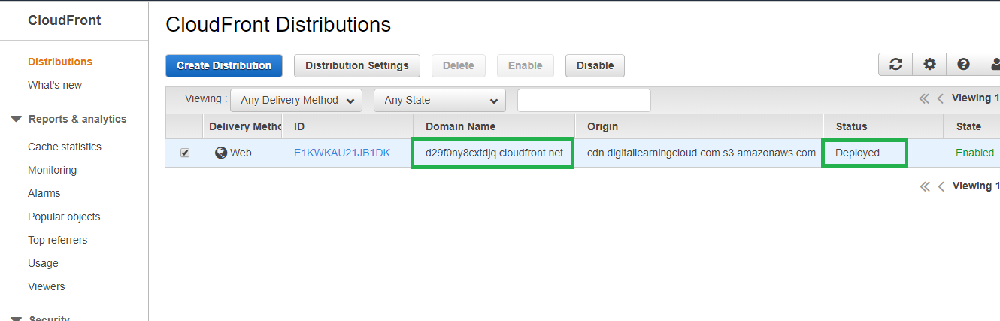 CloudFront
Distributions
What's new
Reports & analytics
Cache statistics
Monitoring
Alarms
Popular objects
Top referrers
Usage
Viewers
Security
CloudFront Distributions
Create Distribution Distribution Settings Delete Enable Disable
Viewing : Any Delivery Method Any State Viewing 1
Delivery Metho ID Domain Name Origin Status State
Web E1KWKAU21JB1DK d29f0ny8cxtdjq.cloudfront.net cdn.digitallearningcloud.com.s3.amazonaws.com Deployed Enabled
Viewing 1